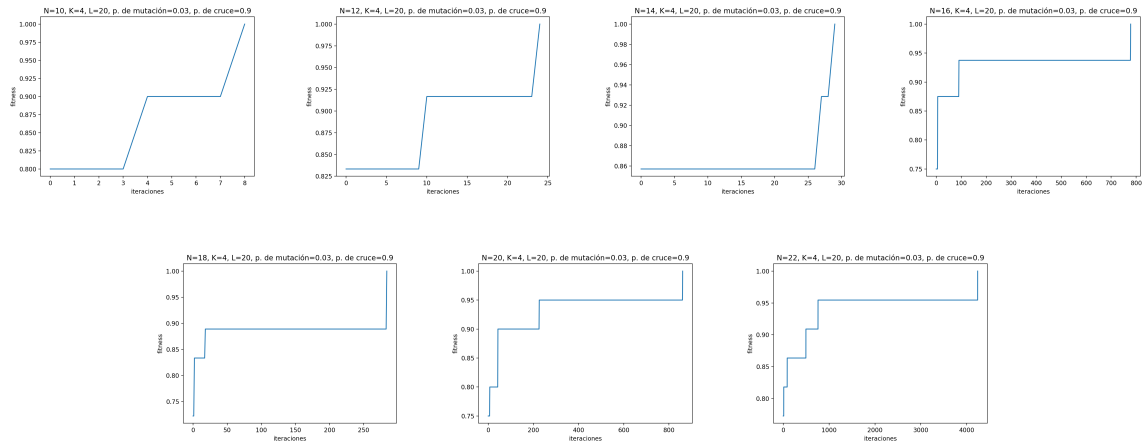 N=10, K=4, L=20, p. de mutación=0.03, p. de cruce=0.9
1.000
0.975
0.950
0.925
0.900
0.875
0.850
0.825
0.800
fitness
0 1 2 3 4 5 6 7 8
iteraciones
N=12, K=4, L=20, p. de mutación=0.03, p. de cruce=0.9
1.000
0.975
0.950
0.925
0.900
0.875
0.850
0.825
fitness
0 5 10 15 20 25
iteraciones
N=14, K=4, L=20, p. de mutación=0.03, p. de cruce=0.9
1.00
0.98
0.96
0.94
0.92
0.90
0.88
0.86
fitness
0 5 10 15 20 25 30
iteraciones
N=16, K=4, L=20, p. de mutación=0.03, p. de cruce=0.9
1.00
0.95
0.90
0.85
0.80
0.75
fitness
0 100 200 300 400 500 600 700 800
iteraciones
N=18, K=4, L=20, p. de mutación=0.03, p. de cruce=0.9
1.00
0.95
0.90
0.85
0.80
0.75
fitness
0 50 100 150 200 250
iteraciones
N=20, K=4, L=20, p. de mutación=0.03, p. de cruce=0.9
1.00
0.95
0.90
0.85
0.80
0.75
fitness
0 200 400 600 800
iteraciones
N=22, K=4, L=20, p. de mutación=0.03, p. de cruce=0.9
1.00
0.95
0.90
0.85
0.80
fitness
0 1000 2000 3000 4000
iteraciones